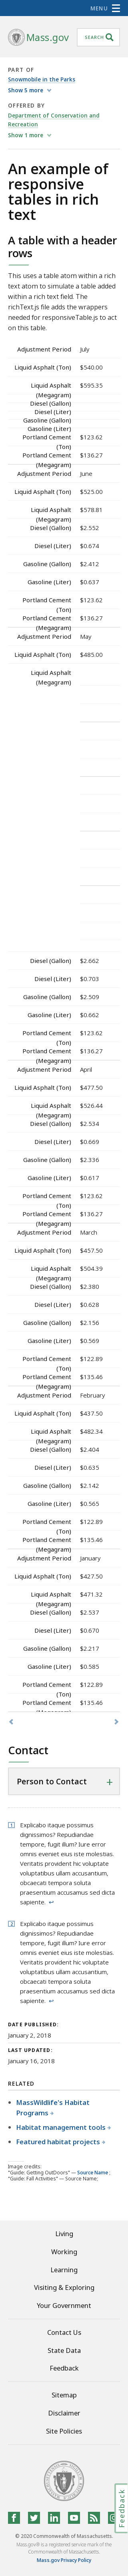 MENU
Mass.gov
SEARCH
PART OF
Snowmobile in the Parks
Show 5 more
OFFERED BY
Department of Conservation and
Recreation
Show 1 more
An example of
responsive
tables in rich
text
A table with a header
rows
This uses a table atom within a rich
text atom to simulate a table added
within a rich text field. The
richText.js file adds the wrappers
needed for responsiveTable.js to act
on this table.
Adjustment Period July
Liquid Asphalt (Ton) $540.00
Liquid Asphalt $595.35
(Megagram)
Diesel (Gallon)
Diesel (Liter)
Gasoline (Gallon)
Gasoline (Liter)
Portland Cement $123.62
(Ton)
Portland Cement $136.27
(Megagram)
Adjustment Period June
Liquid Asphalt (Ton) $525.00
Liquid Asphalt $578.81
(Megagram)
Diesel (Gallon) $2.552
Diesel (Liter) $0.674
Gasoline (Gallon) $2.412
Gasoline (Liter) $0.637
Portland Cement $123.62
(Ton)
Portland Cement $136.27
(Megagram)
Adjustment Period May
Liquid Asphalt (Ton) $485.00
Liquid Asphalt
(Megagram)
Diesel (Gallon) $2.662
Diesel (Liter) $0.703
Gasoline (Gallon) $2.509
Gasoline (Liter) $0.662
Portland Cement $123.62
(Ton)
Portland Cement $136.27
(Megagram)
Adjustment Period April
Liquid Asphalt (Ton) $477.50
Liquid Asphalt $526.44
(Megagram)
Diesel (Gallon) $2.534
Diesel (Liter) $0.669
Gasoline (Gallon) $2.336
Gasoline (Liter) $0.617
Portland Cement $123.62
(Ton)
Portland Cement $136.27
(Megagram)
Adjustment Period March
Liquid Asphalt (Ton) $457.50
Liquid Asphalt $504.39
(Megagram)
Diesel (Gallon) $2.380
Diesel (Liter) $0.628
Gasoline (Gallon) $2.156
Gasoline (Liter) $0.569
Portland Cement $122.89
(Ton)
Portland Cement $135.46
(Megagram)
Adjustment Period February
Liquid Asphalt (Ton) $437.50
Liquid Asphalt $482.34
(Megagram)
Diesel (Gallon) $2.404
Diesel (Liter) $0.635
Gasoline (Gallon) $2.142
Gasoline (Liter) $0.565
Portland Cement $122.89
(Ton)
Portland Cement $135.46
(Megagram)
Adjustment Period January
Liquid Asphalt (Ton) $427.50
Liquid Asphalt $471.32
(Megagram)
Diesel (Gallon) $2.537
Diesel (Liter) $0.670
Gasoline (Gallon) $2.217
Gasoline (Liter) $0.585
Portland Cement $122.89
(Ton)
Portland Cement $135.46
Contact
Person to Contact +
1 Explicabo itaque possimus
dignissimos? Repudiandae
tempore, fugit illum? Iure error
omnis eveniet eius iste molestias.
Veritatis provident hic voluptate
voluptatibus ullam accusantium,
obcaecati tempora soluta
praesentium accusamus sed dicta
sapiente. ↩
2 Explicabo itaque possimus
dignissimos? Repudiandae
tempore, fugit illum? Iure error
omnis eveniet eius iste molestias.
Veritatis provident hic voluptate
voluptatibus ullam accusantium,
obcaecati tempora soluta
praesentium accusamus sed dicta
sapiente. ↩
DATE PUBLISHED:
January 2, 2018
LAST UPDATED:
January 16, 2018
RELATED
MassWildlife's Habitat
Programs +
Habitat management tools +
Featured habitat projects +
Image credits:
"Guide: Getting OutDoors" — Source Name;
"Guide: Fall Activities" — Source Name;
Living
Working
Learning
Visiting & Exploring
Your Government
Contact Us
State Data
Feedback
Sitemap
Disclaimer
Site Policies
Feedback
© 2020 Commonwealth of Massachusetts.
Mass.gov® is a registered service mark of the
Commonwealth of Massachusetts.
Mass.gov Privacy Policy